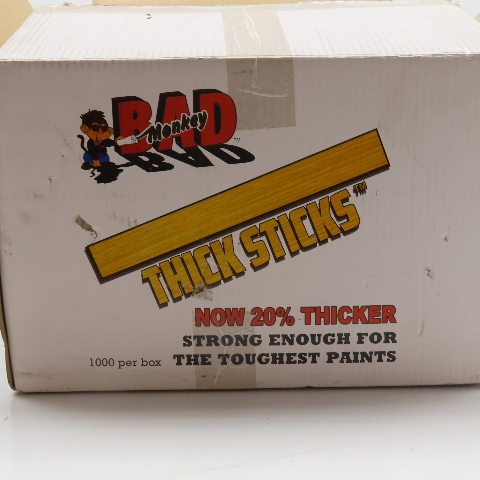 BAD
Monkey
THICK STICKS™
NOW 20% THICKER
STRONG ENOUGH FOR
1000 per box THE TOUGHEST PAINTS